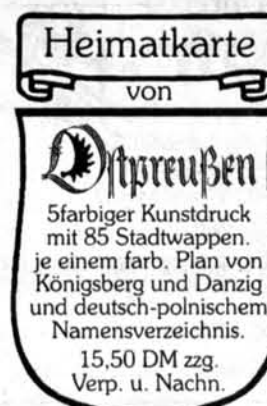 Heimatkarte
von
Ostpreußen
5farbiger Kunstdruck
mit 85 Stadtwappen.
je einem farb. Plan von
Königsberg und Danzig
und deutsch-polnischem
Namensverzeichnis.
15,50 DM zzg.
Verp. u. Nachn.